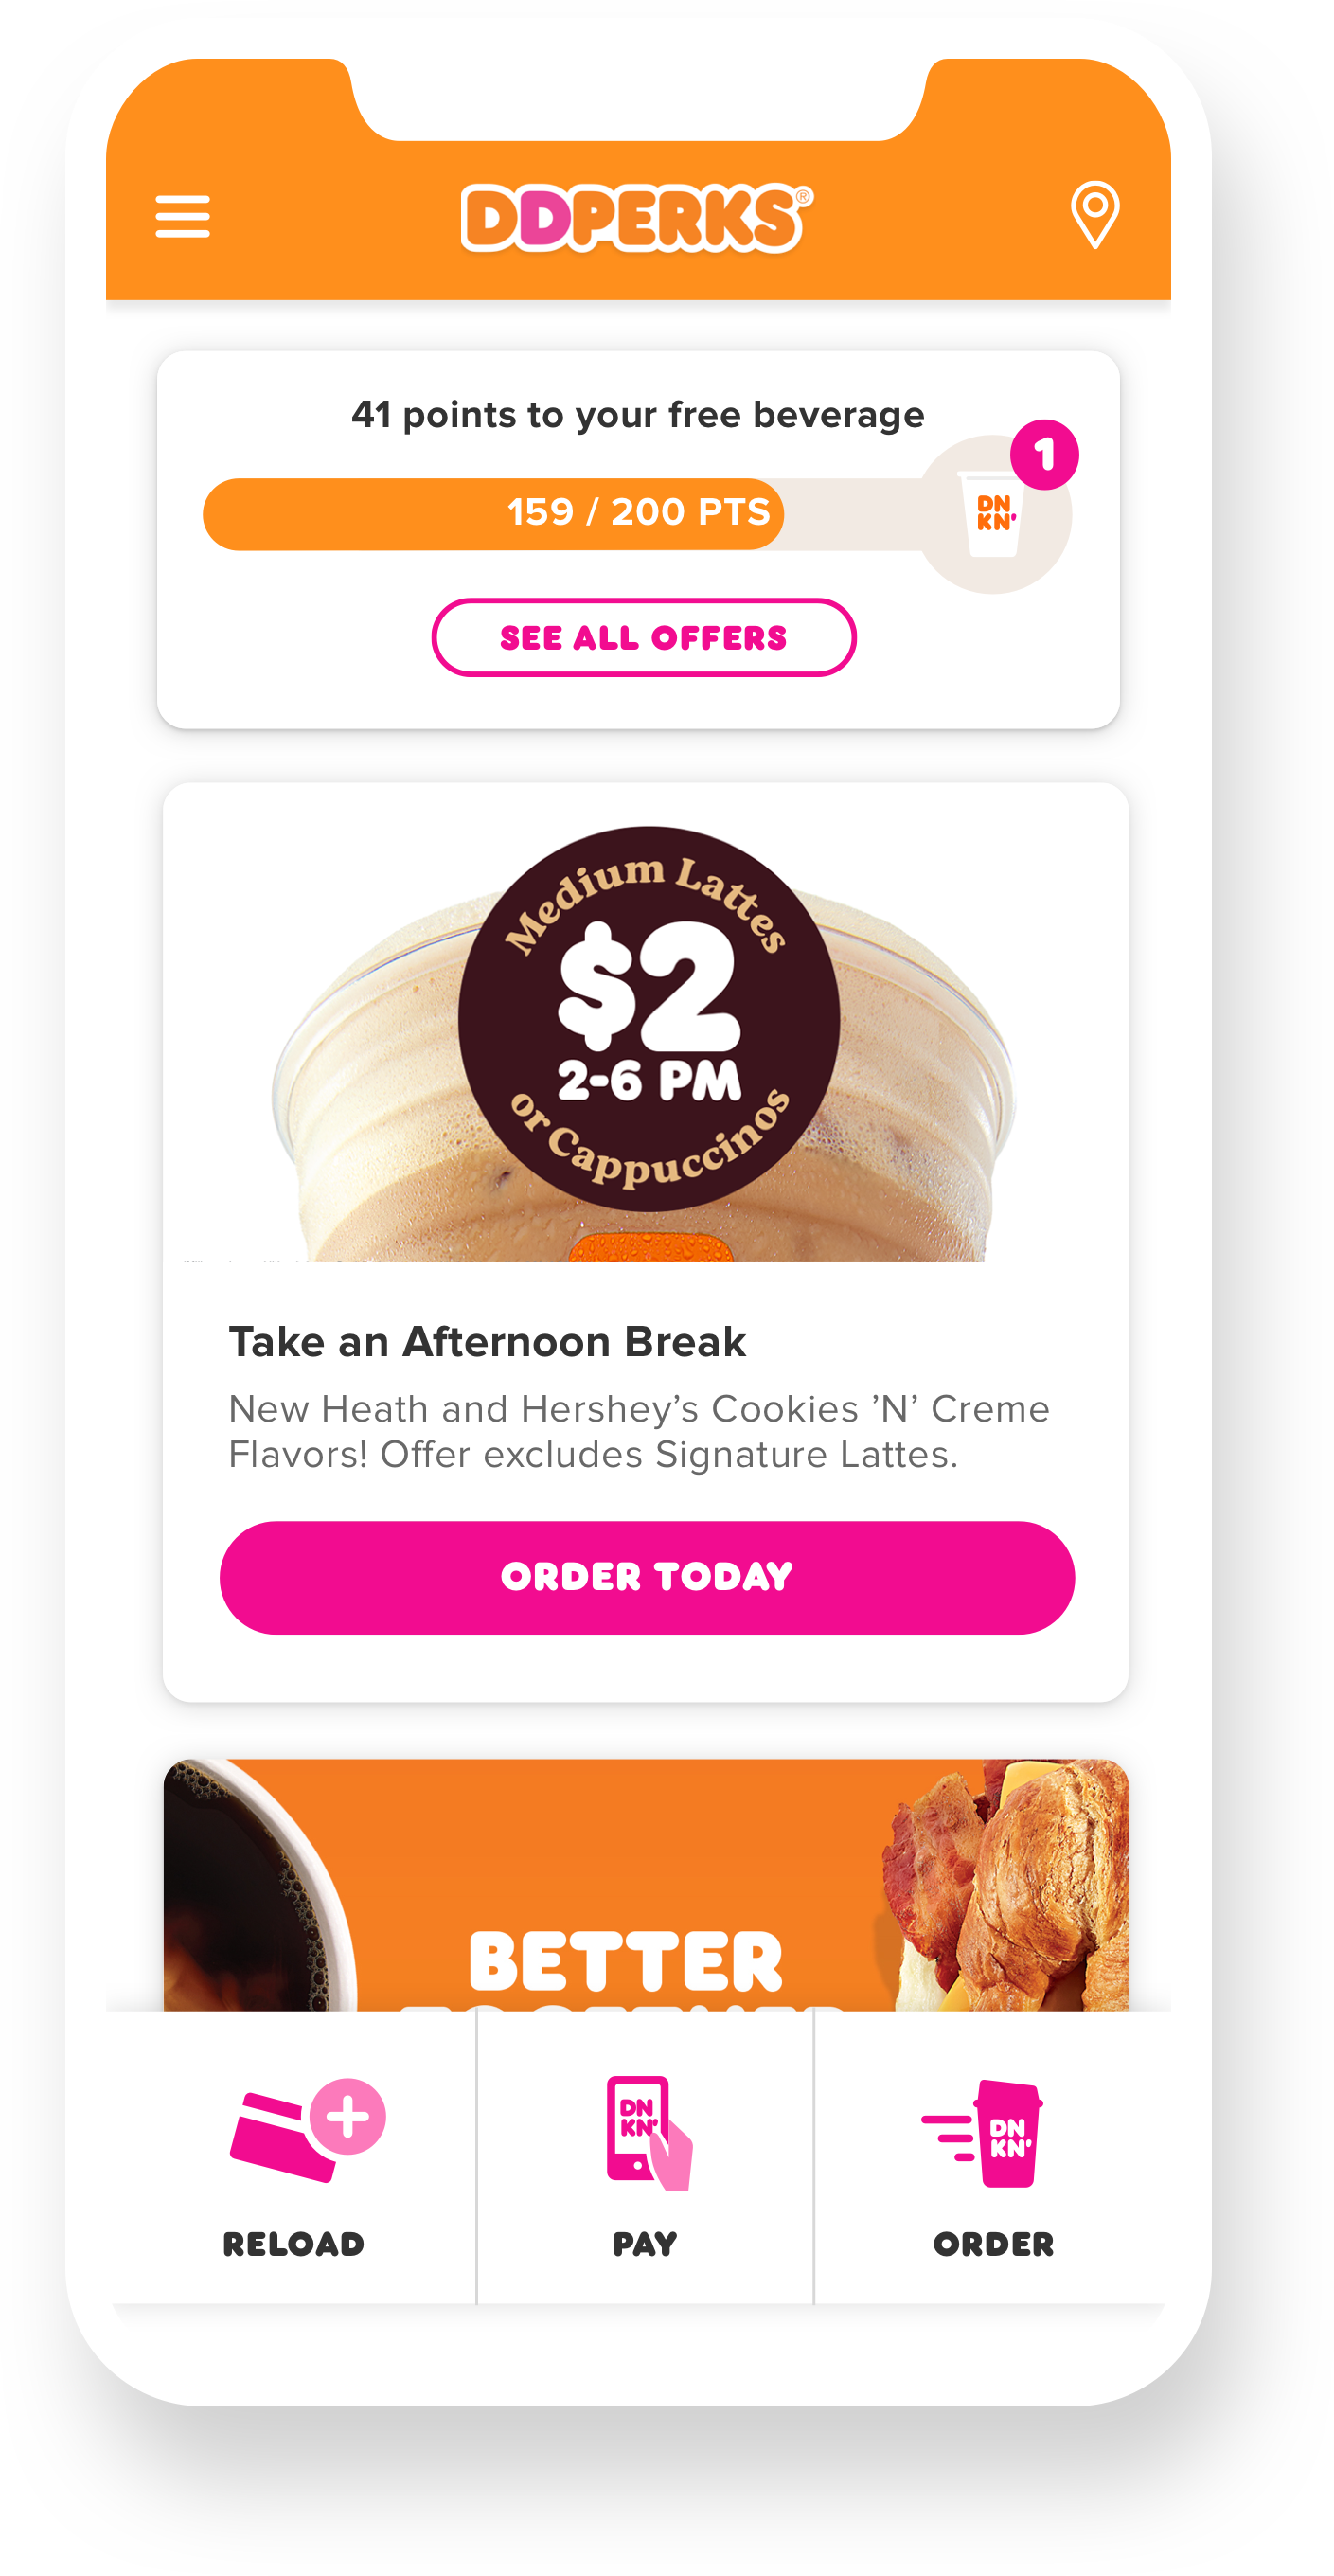 DDPERKS®
41 points to your free beverage
1
159 / 200 PTS
DN
KN'
SEE ALL OFFERS
Medium Lattes
$2
2-6 PM
or Cappuccinos
Take an Afternoon Break
New Heath and Hershey’s Cookies ’N’ Creme
Flavors! Offer excludes Signature Lattes.
ORDER TODAY
BETTER
DN
KN'
DN
KN'
RELOAD
PAY
ORDER